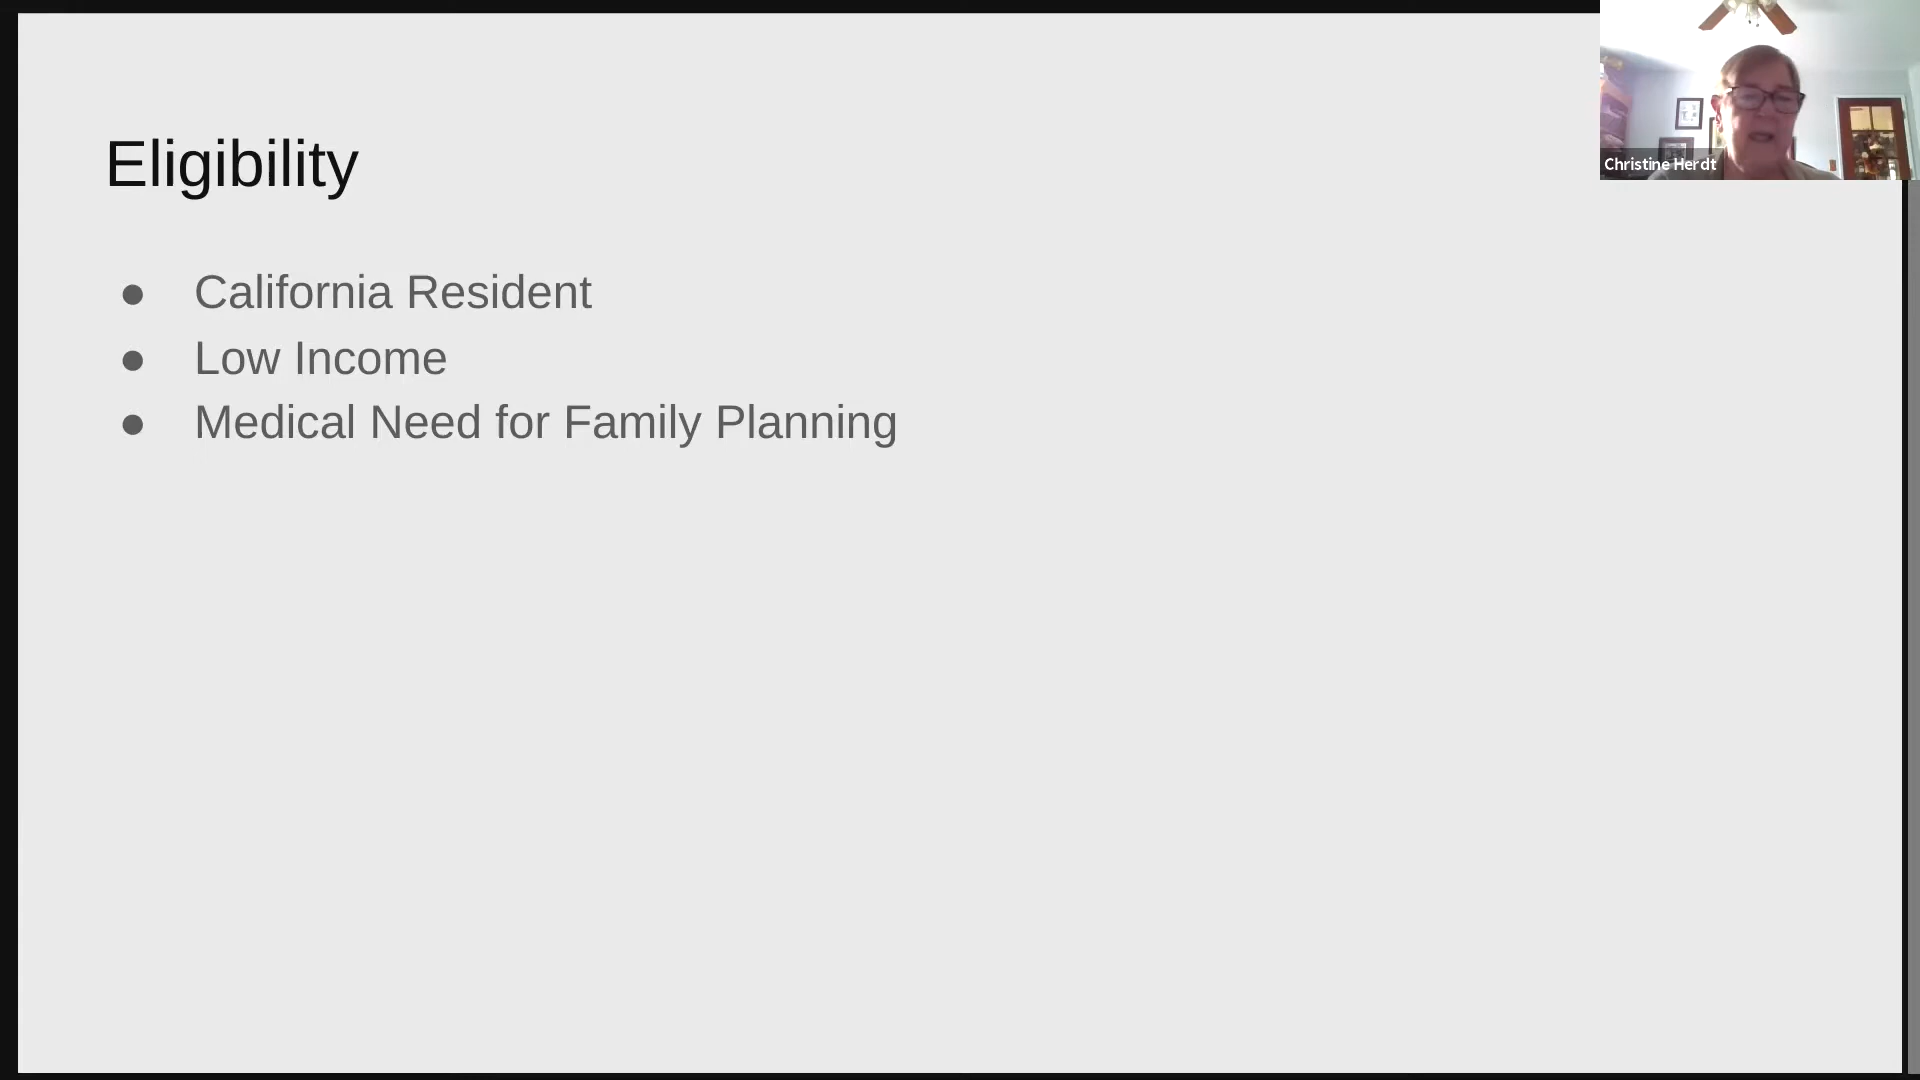 Eligibility
● California Resident
● Low Income
● Medical Need for Family Planning
Christine Herdt